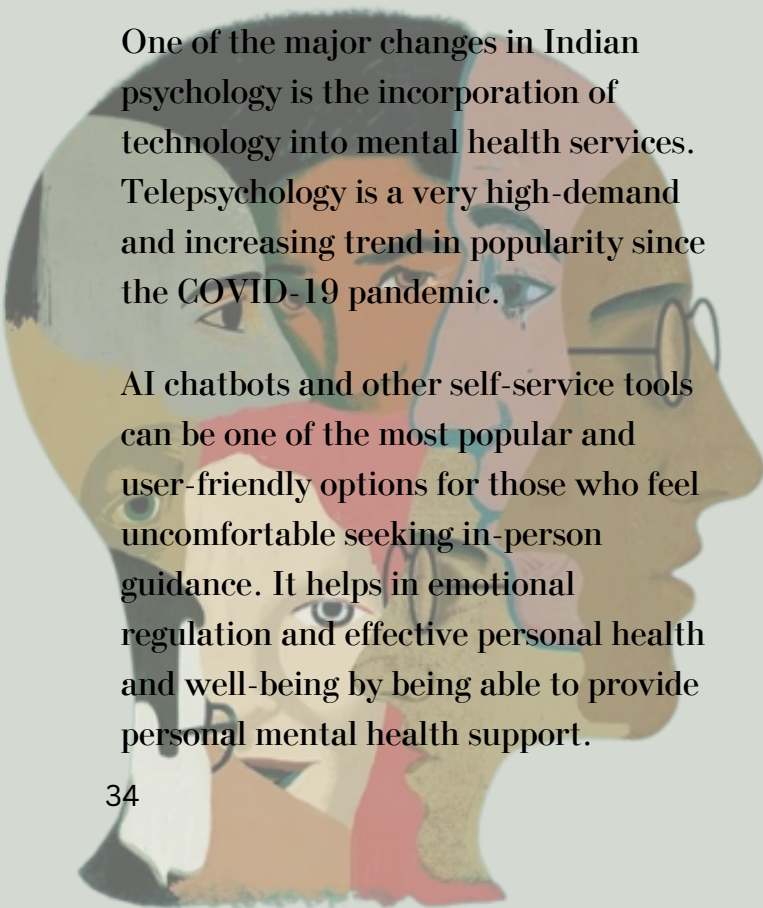 One of the major changes in Indian
psychology is the incorporation of
technology into mental health services.
Telepsychology is a very high-demand
and increasing trend in popularity since
the COVID-19 pandemic.
AI chatbots and other self-service tools
can be one of the most popular and
user-friendly options for those who feel
uncomfortable seeking in-person
guidance. It helps in emotional
regulation and effective personal health
and well-being by being able to provide
personal mental health support.
34